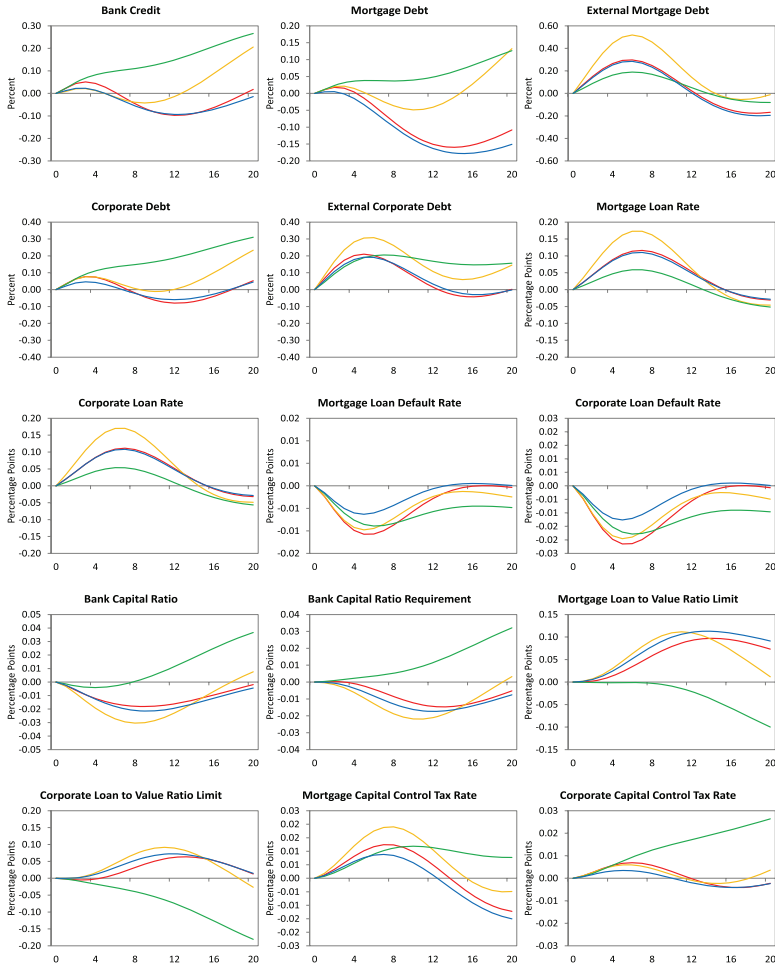 Bank Credit
Percent
0.30
0.20
0.10
0.00
-0.10
-0.20
-0.30
0 4 8 12 16 20
Mortgage Debt
Percent
0.20
0.15
0.10
0.05
0.00
-0.05
-0.10
-0.15
-0.20
0 4 8 12 16 20
External Mortgage Debt
Percent
0.60
0.40
0.20
0.00
-0.20
-0.40
-0.60
0 4 8 12 16 20
Corporate Debt
Percent
0.40
0.30
0.20
0.10
0.00
-0.10
-0.20
-0.30
-0.40
0 4 8 12 16 20
External Corporate Debt
Percent
0.40
0.30
0.20
0.10
0.00
-0.10
-0.20
-0.30
-0.40
0 4 8 12 16 20
Mortgage Loan Rate
Percentage Points
0.20
0.15
0.10
0.05
0.00
-0.05
-0.10
-0.15
-0.20
0 4 8 12 16 20
Corporate Loan Rate
Percentage Points
0.20
0.15
0.10
0.05
0.00
-0.05
-0.10
-0.15
-0.20
0 4 8 12 16 20
Mortgage Loan Default Rate
Percentage Points
0.02
0.01
0.01
0.00
-0.01
-0.01
-0.02
0 4 8 12 16 20
Corporate Loan Default Rate
Percentage Points
0.03
0.02
0.02
0.01
0.01
0.00
-0.01
-0.01
-0.02
-0.02
-0.03
0 4 8 12 16 20
Bank Capital Ratio
Percentage Points
0.05
0.04
0.03
0.02
0.01
0.00
-0.01
-0.02
-0.03
-0.04
-0.05
0 4 8 12 16 20
Bank Capital Ratio Requirement
Percentage Points
0.04
0.03
0.02
0.01
0.00
-0.01
-0.02
-0.03
-0.04
0 4 8 12 16 20
Mortgage Loan to Value Ratio Limit
Percentage Points
0.15
0.10
0.05
0.00
-0.05
-0.10
-0.15
0 4 8 12 16 20
Corporate Loan to Value Ratio Limit
Percentage Points
0.20
0.15
0.10
0.05
0.00
-0.05
-0.10
-0.15
-0.20
0 4 8 12 16 20
Mortgage Capital Control Tax Rate
Percentage Points
0.03
0.02
0.02
0.01
0.01
0.00
-0.01
-0.01
-0.02
-0.02
-0.03
0 4 8 12 16 20
Corporate Capital Control Tax Rate
Percentage Points
0.03
0.02
0.01
0.00
-0.01
-0.02
-0.03
0 4 8 12 16 20